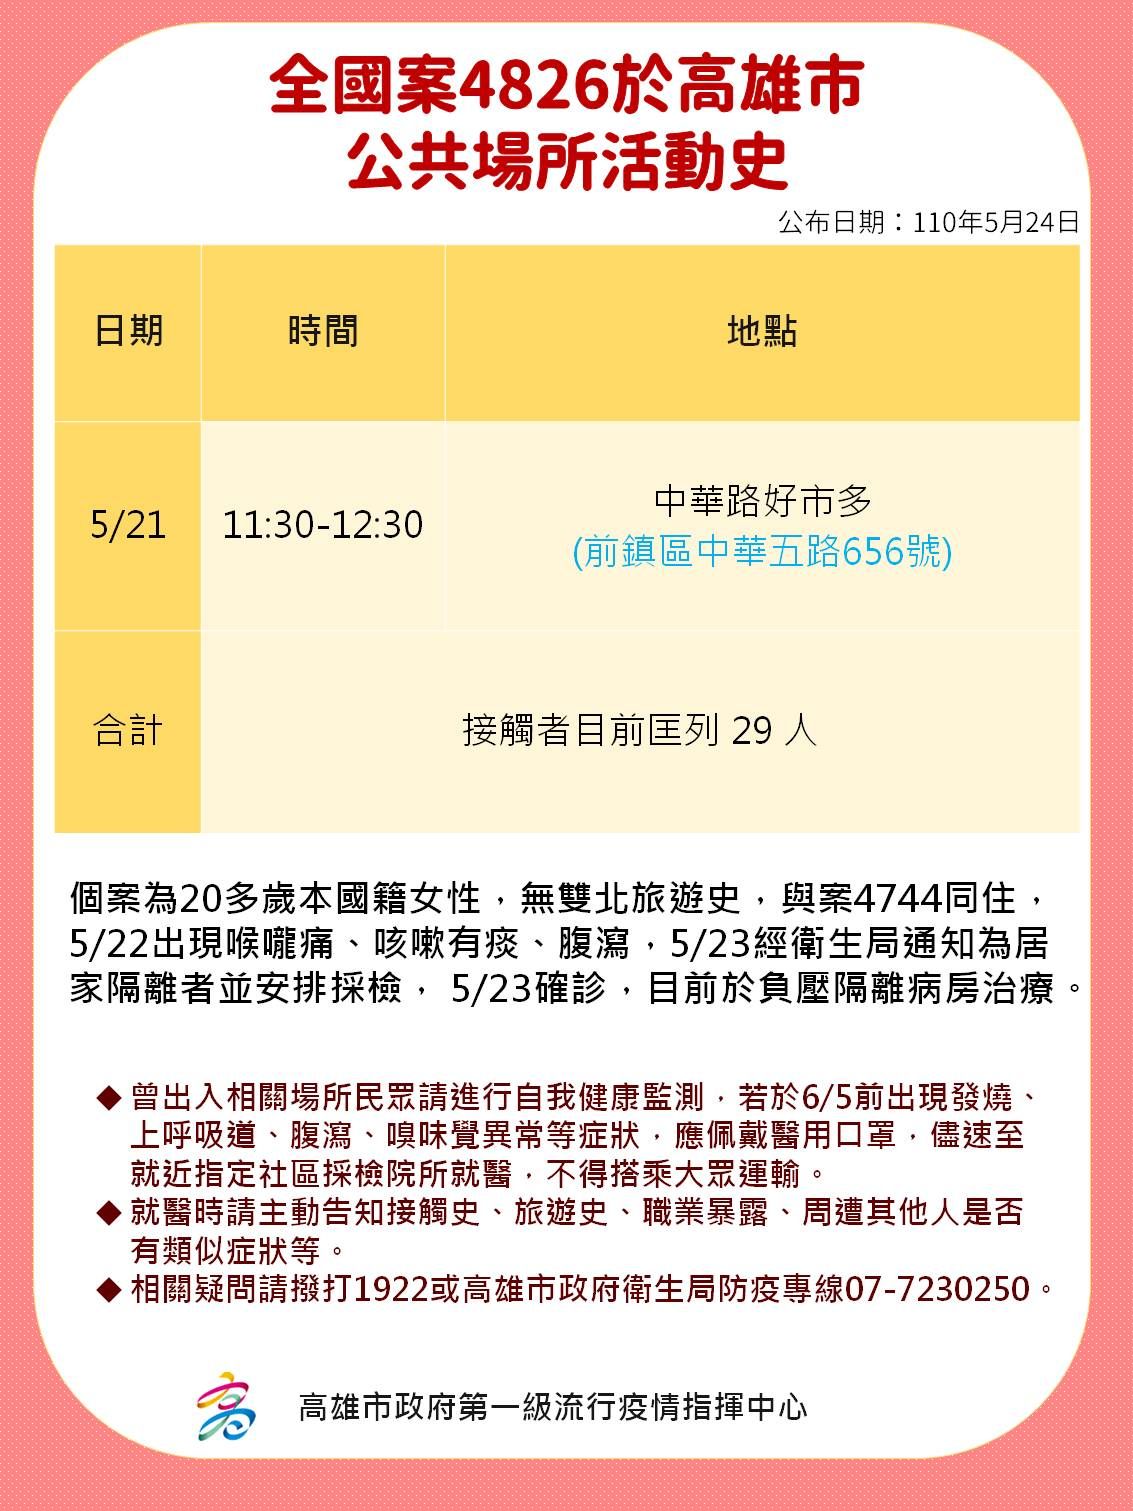 全國案4826於高雄市
公共場所活動史
公布日期：110年5月24日
日期 時間 地點
5/21 11:30-12:30 中華路好市多
(前鎮區中華五路656號)
合計 接觸者目前匡列 29 人
個案為20多歲本國籍女性，無雙北旅遊史，與案4744同住，
5/22出現喉嚨痛、咳嗽有痰、腹瀉，5/23經衛生局通知為居
家隔離者並安排採檢， 5/23確診，目前於負壓隔離病房治療。
◆ 曾出入相關場所民眾請進行自我健康監測，若於6/5前出現發燒、
上呼吸道、腹瀉、嗅味覺異常等症狀，應佩戴醫用口罩，儘速至
就近指定社區採檢院所就醫，不得搭乘大眾運輸。
◆ 就醫時請主動告知接觸史、旅遊史、職業暴露、周遭其他人是否
有類似症狀等。
◆ 相關疑問請撥打1922或高雄市政府衛生局防疫專線07-7230250。
高雄市政府第一級流行疫情指揮中心